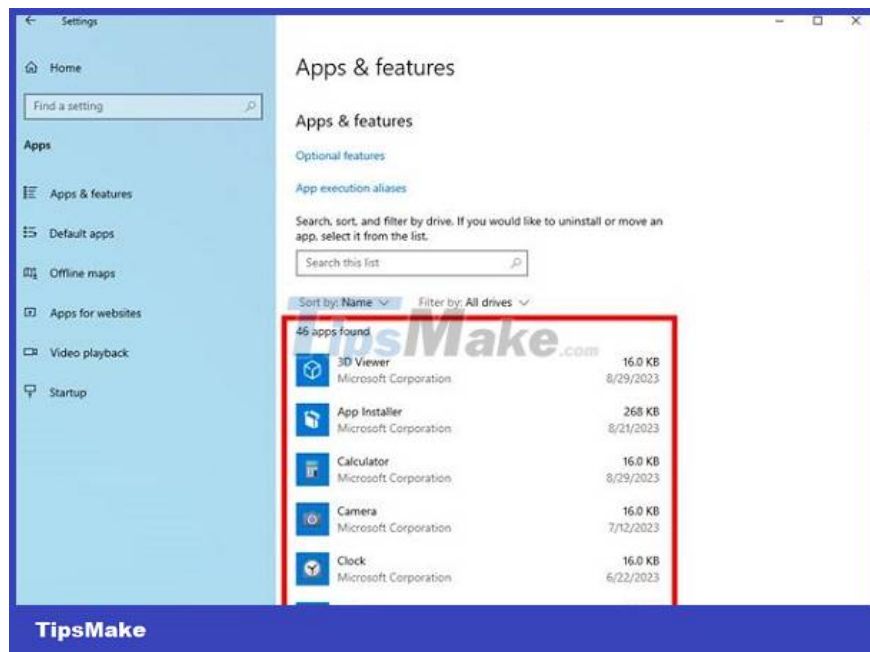 Settings
Home
Find a setting
Apps
Apps & features
Default apps
Offline maps
Apps for websites
Video playback
Startup
Apps & features
Apps & features
Optional features
App execution aliases
Search, sort, and filter by drive. If you would like to uninstall or move an
app, select it from the list.
Search this list
Sort by: Name Filter by: All drives
46 apps found
TipsMake.com
3D Viewer 16.0 KB
Microsoft Corporation 8/29/2023
App Installer 268 KB
Microsoft Corporation 8/21/2023
Calculator 16.0 KB
Microsoft Corporation 8/29/2023
Camera 16.0 KB
Microsoft Corporation 7/12/2023
Clock 16.0 KB
Microsoft Corporation 6/22/2023
TipsMake